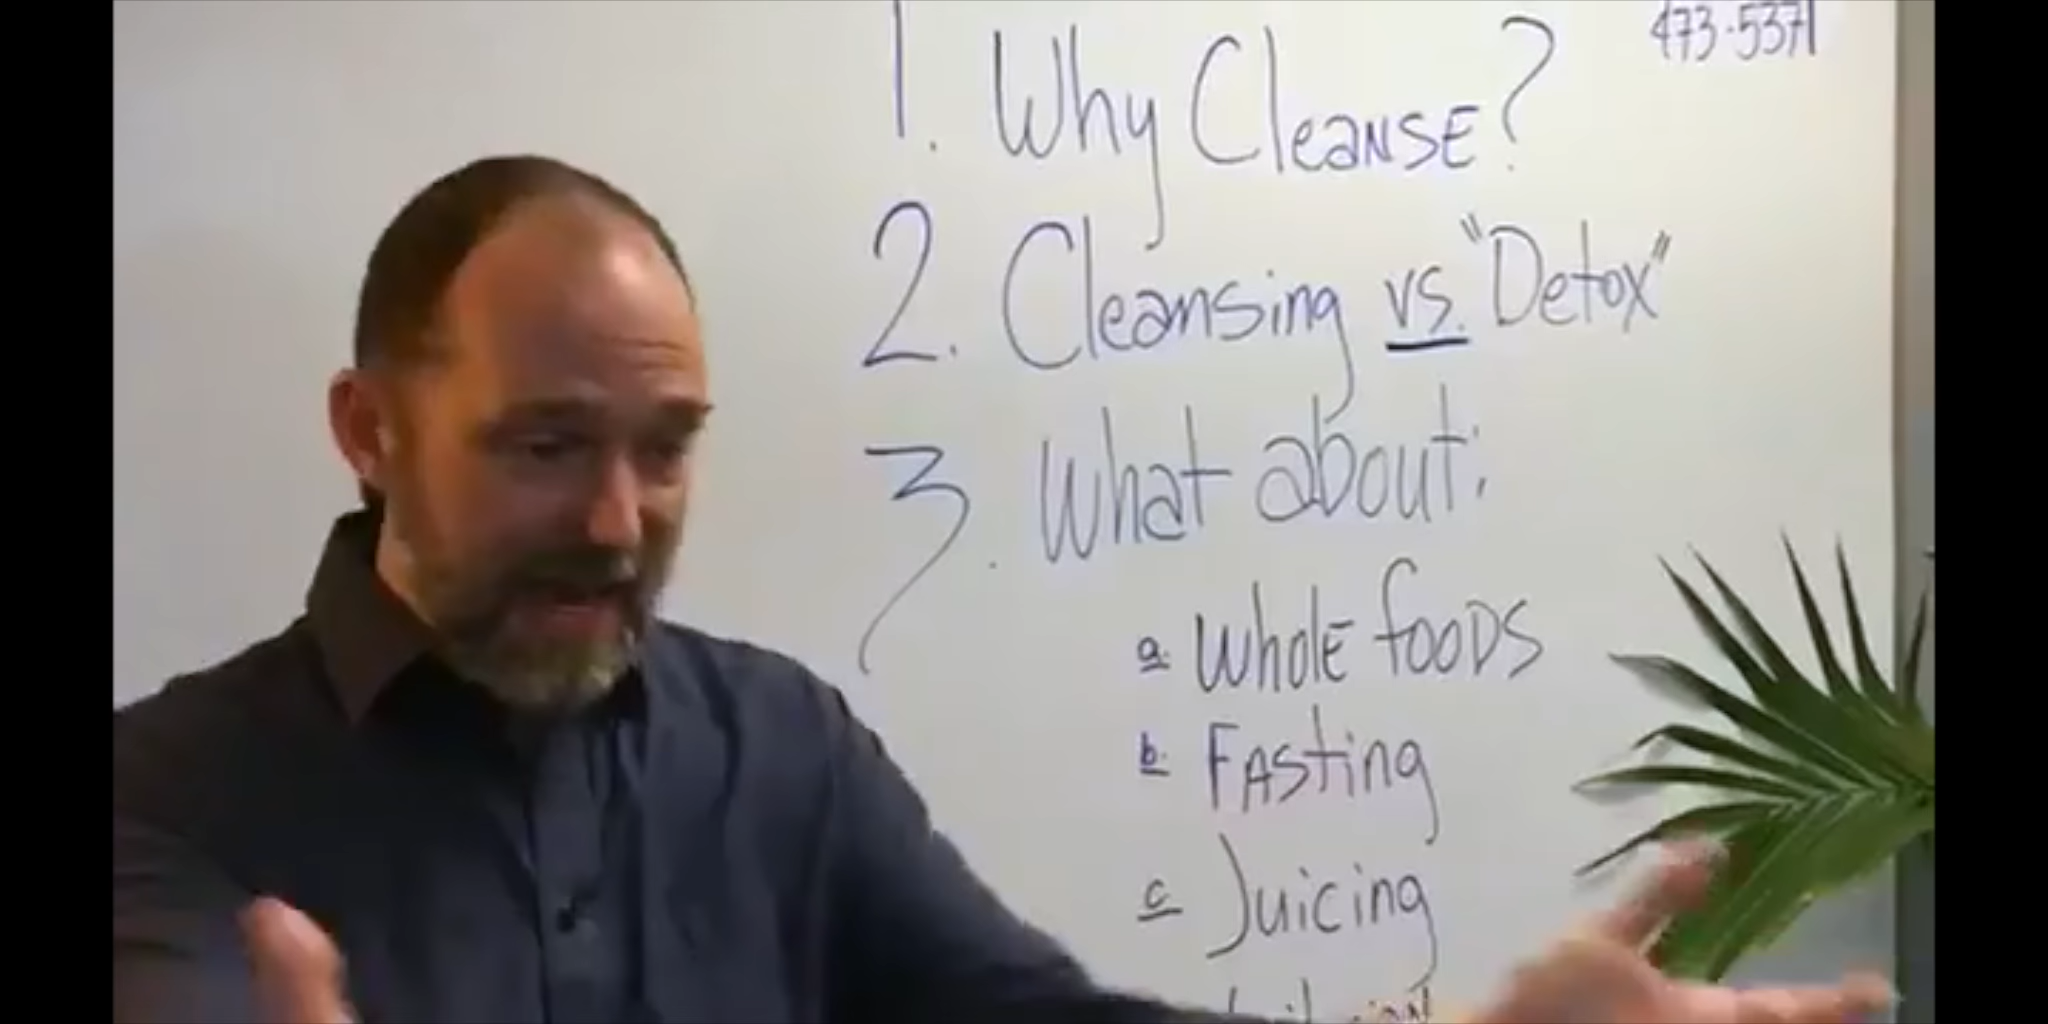 473-5371
1. Why Cleanse?
2. Cleansing vs. "Detox"
3. What about:
a. Whole foods
b. Fasting
c. Juicing